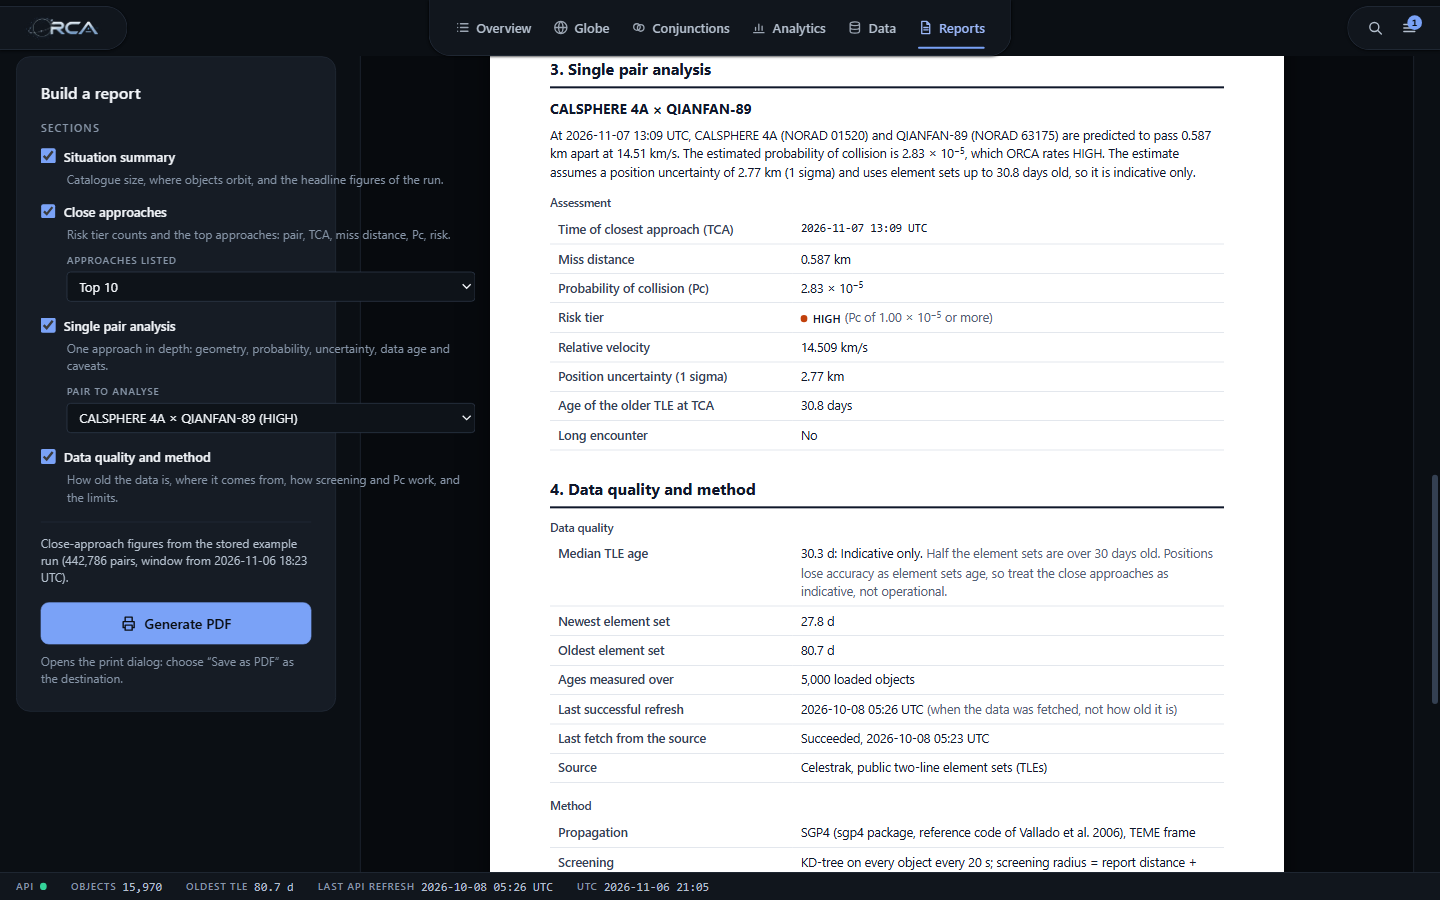 ORCA
Overview
Globe
Conjunctions
Analytics
Data
Reports
1
Build a report
SECTIONS
Situation summary
Catalogue size, where objects orbit, and the headline figures of the run.
Close approaches
Risk tier counts and the top approaches: pair, TCA, miss distance, Pc, risk.
APPROACHES LISTED
Top 10
Single pair analysis
One approach in depth: geometry, probability, uncertainty, data age and
caveats.
PAIR TO ANALYSE
CALSPHERE 4A × QIANFAN-89 (HIGH)
Data quality and method
How old the data is, where it comes from, how screening and Pc work, and
the limits.
Close-approach figures from the stored example
run (442,786 pairs, window from 2026-11-06 18:23
UTC).
Generate PDF
Opens the print dialog: choose “Save as PDF” as
the destination.
3. Single pair analysis
CALSPHERE 4A × QIANFAN-89
At 2026-11-07 13:09 UTC, CALSPHERE 4A (NORAD 01520) and QIANFAN-89 (NORAD 63175) are predicted to pass 0.587
km apart at 14.51 km/s. The estimated probability of collision is 2.83 × 10⁻⁵, which ORCA rates HIGH. The estimate
assumes a position uncertainty of 2.77 km (1 sigma) and uses element sets up to 30.8 days old, so it is indicative only.
Assessment
Time of closest approach (TCA) 2026-11-07 13:09 UTC
Miss distance 0.587 km
Probability of collision (Pc) 2.83 × 10⁻⁵
Risk tier HIGH (Pc of 1.00 × 10⁻⁵ or more)
Relative velocity 14.509 km/s
Position uncertainty (1 sigma) 2.77 km
Age of the older TLE at TCA 30.8 days
Long encounter No
4. Data quality and method
Data quality
Median TLE age 30.3 d: Indicative only. Half the element sets are over 30 days old. Positions
lose accuracy as element sets age, so treat the close approaches as
indicative, not operational.
Newest element set 27.8 d
Oldest element set 80.7 d
Ages measured over 5,000 loaded objects
Last successful refresh 2026-10-08 05:26 UTC (when the data was fetched, not how old it is)
Last fetch from the source Succeeded, 2026-10-08 05:23 UTC
Source Celestrak, public two-line element sets (TLEs)
Method
Propagation SGP4 (sgp4 package, reference code of Vallado et al. 2006), TEME frame
Screening KD-tree on every object every 20 s; screening radius = report distance +
API OBJECTS 15,970 OLDEST TLE 80.7 d LAST API REFRESH 2026-10-08 05:26 UTC UTC 2026-11-06 21:05